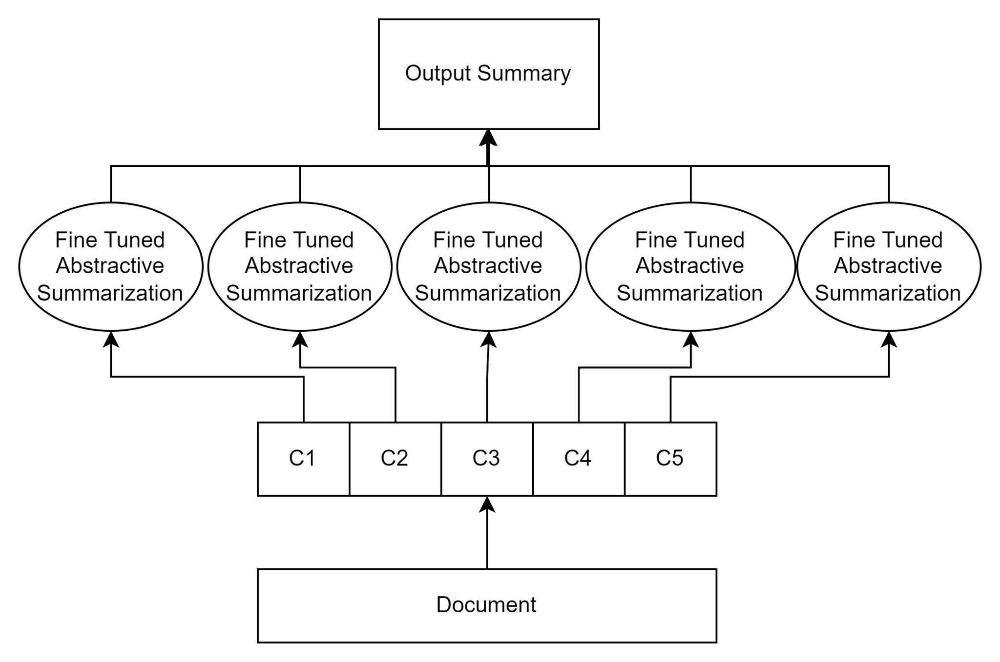 Output Summary
Fine Tuned
Abstractive
Summarization
Fine Tuned
Abstractive
Summarization
Fine Tuned
Abstractive
Summarization
Fine Tuned
Abstractive
Summarization
Fine Tuned
Abstractive
Summarization
C1
C2
C3
C4
C5
Document